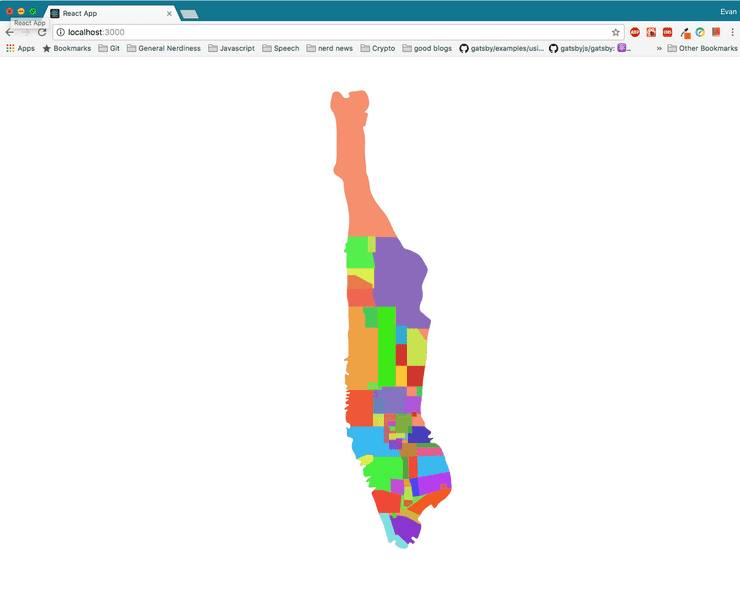 React App
Evan
React App
localhost:3000
Apps Bookmarks Git General Nerdiness Javascript Speech nerd news Crypto good blogs gatsby/examples/usi... gatsbyjs/gatsby: ... » Other Bookmarks